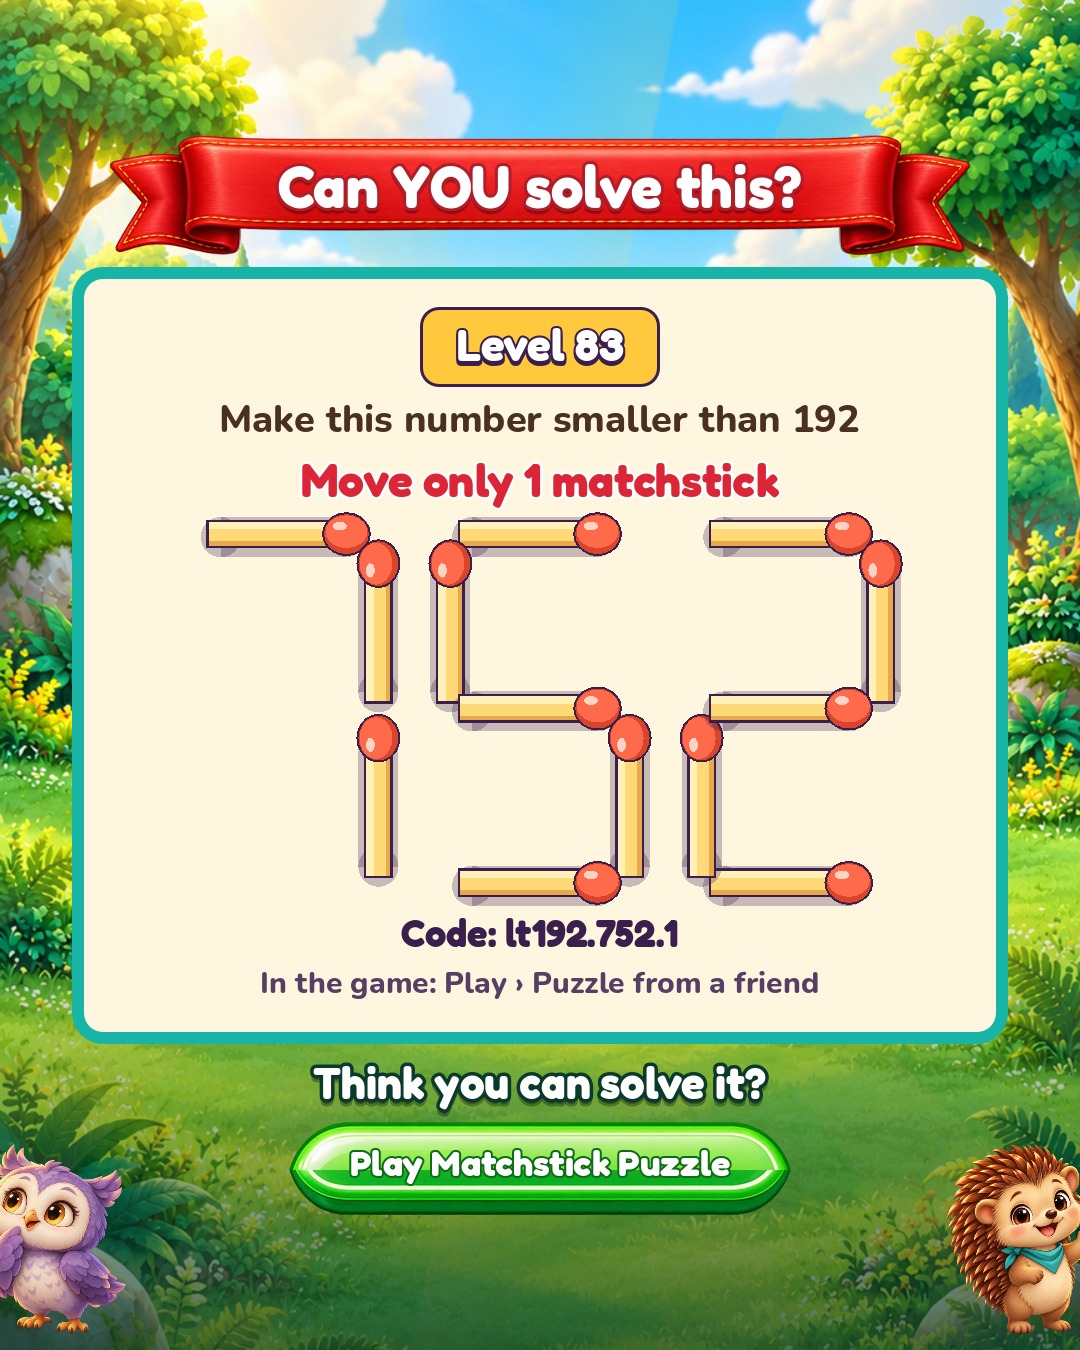 Can YOU solve this?
Level 83
Make this number smaller than 192
Move only 1 matchstick
752
Code: lt192.752.1
In the game: Play › Puzzle from a friend
Think you can solve it?
Play Matchstick Puzzle